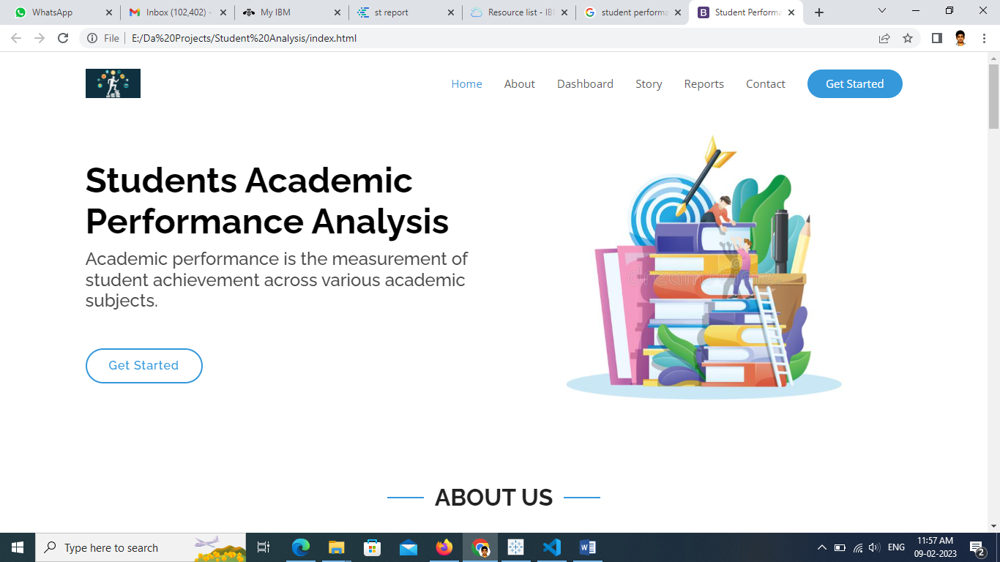 WhatsApp
Inbox (102,402) -
My IBM
st report
Resource list - IB
student performa
Student Performa
File
E:/Da%20Projects/Student%20Analysis/index.html
Home
About
Dashboard
Story
Reports
Contact
Get Started
Students Academic
Performance Analysis
Academic performance is the measurement of
student achievement across various academic
subjects.
Get Started
dreamstime
ABOUT US
Type here to search
ENG
11:57 AM
09-02-2023
2